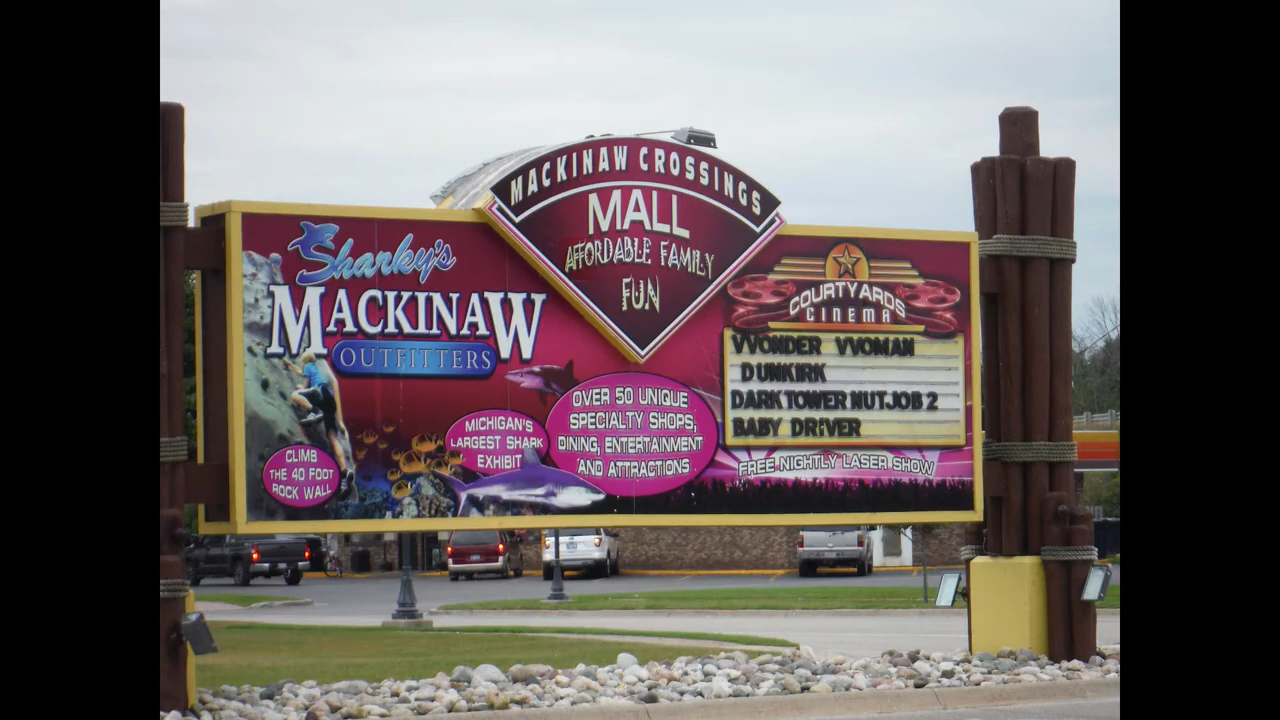 MACKINAW CROSSINGS
MALL
AFFORDABLE FAMILY
FUN
Sharky's
MACKINAW
OUTFITTERS
CLIMB
THE 40 FOOT
ROCK WALL
MICHIGAN'S
LARGEST SHARK
EXHIBIT
OVER 50 UNIQUE
SPECIALTY SHOPS,
DINING, ENTERTAINMENT
AND ATTRACTIONS
COURTYARDS
CINEMA
VVONDER VVOMAN
DUNKIRK
DARK TOWER NUTJOB 2
BABY DRIVER
FREE NIGHTLY LASER SHOW